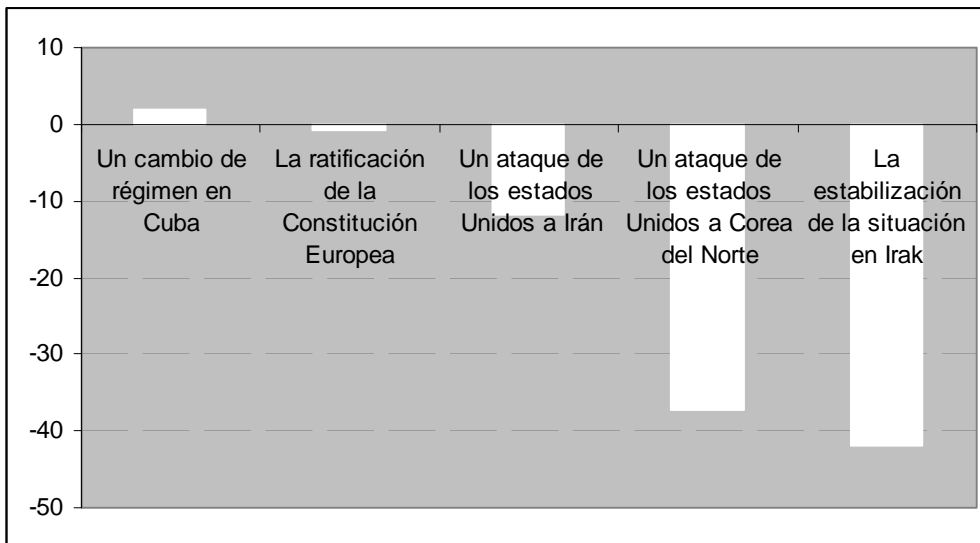 10
0
-10
-20
-30
-40
-50
Un cambio de
régimen en
Cuba
La ratificación
de la
Constitución
Europea
Un ataque de
los estados
Unidos a Irán
Un ataque de
los estados
Unidos a Corea
del Norte
La
estabilización
de la situación
en Irak